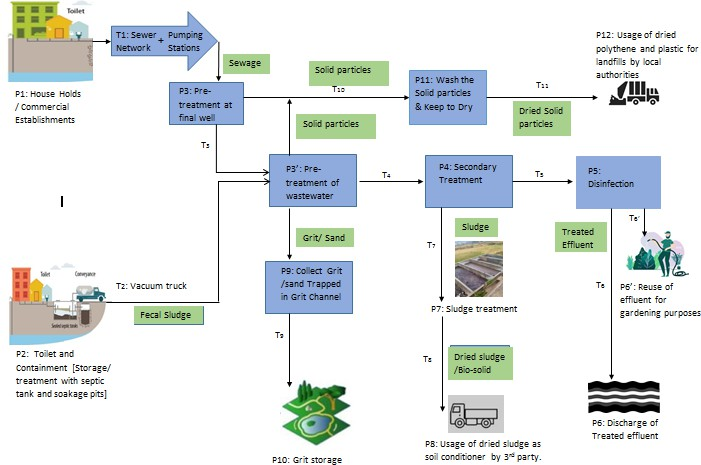 Toilet
T1: Sewer Network + Pumping Stations
Sewage
P1: House Holds
/ Commercial
Establishments
P3: Pre-
treatment at
final well
Solid particles
T10
P11: Wash the
Solid particles
& Keep to Dry
T11
Dried Solid
particles
P12: Usage of dried
polythene and plastic for
landfills by local
authorities
Solid particles
T3
P3': Pre-
treatment of
wastewater
T4
P4: Secondary
Treatment
T5
P5:
Disinfection
Grit/ Sand
Sludge
Treated
Effluent
T6'
T7
Toilet
Conveyance
T2: Vacuum truck
Fecal Sludge
P9: Collect Grit
/sand Trapped
in Grit Channel
P7: Sludge treatment
T6
P6': Reuse of
effluent for
gardening purposes
P2: Toilet and
Containment [Storage/
treatment with septic
tank and soakage pits]
T9
T8
Dried sludge
/Bio-solid
P10: Grit storage
P8: Usage of dried sludge as
soil conditioner by 3rd party.
P6: Discharge of
Treated effluent